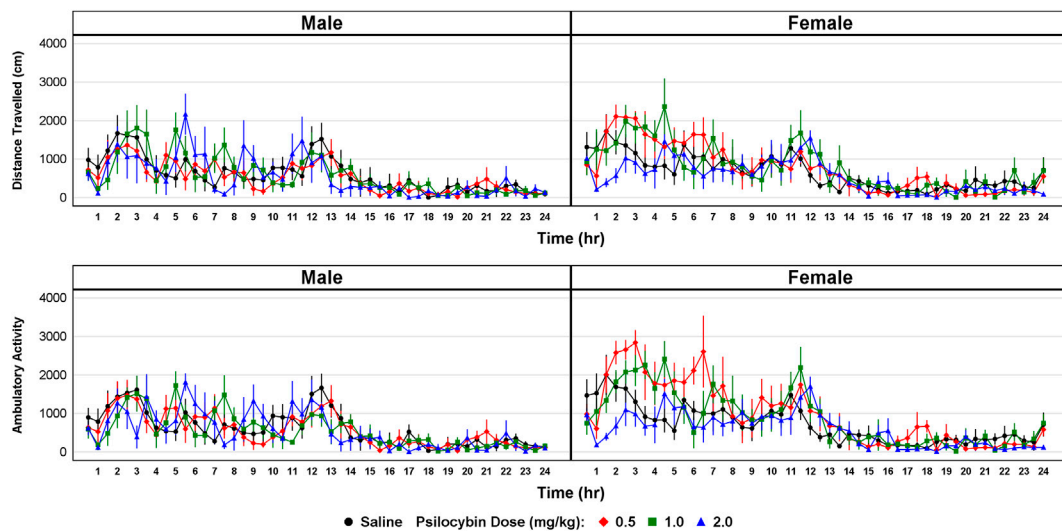 Male Female
Distance Travelled (cm)
4000
3000
2000
1000
0
2 3 4 5 6 7 8 9 10 11 12 13 14 15 16 17 18 19 20 21 22 23 24
1 2 3 4 5 6 7 8 9 10 11 12 13 14 15 16 17 18 19 20 21 22 23 24
Time (hr) Time (hr)
Male Female
Ambulatory Activity
4000
3000
2000
1000
0
2 3 4 5 6 7 8 9 10 11 12 13 14 15 16 17 18 19 20 21 22 23 24
1 2 3 4 5 6 7 8 9 10 11 12 13 14 15 16 17 18 19 20 21 22 23 24
Time (hr) Time (hr)
Saline Psilocybin Dose (mg/kg): 0.5 1.0 2.0